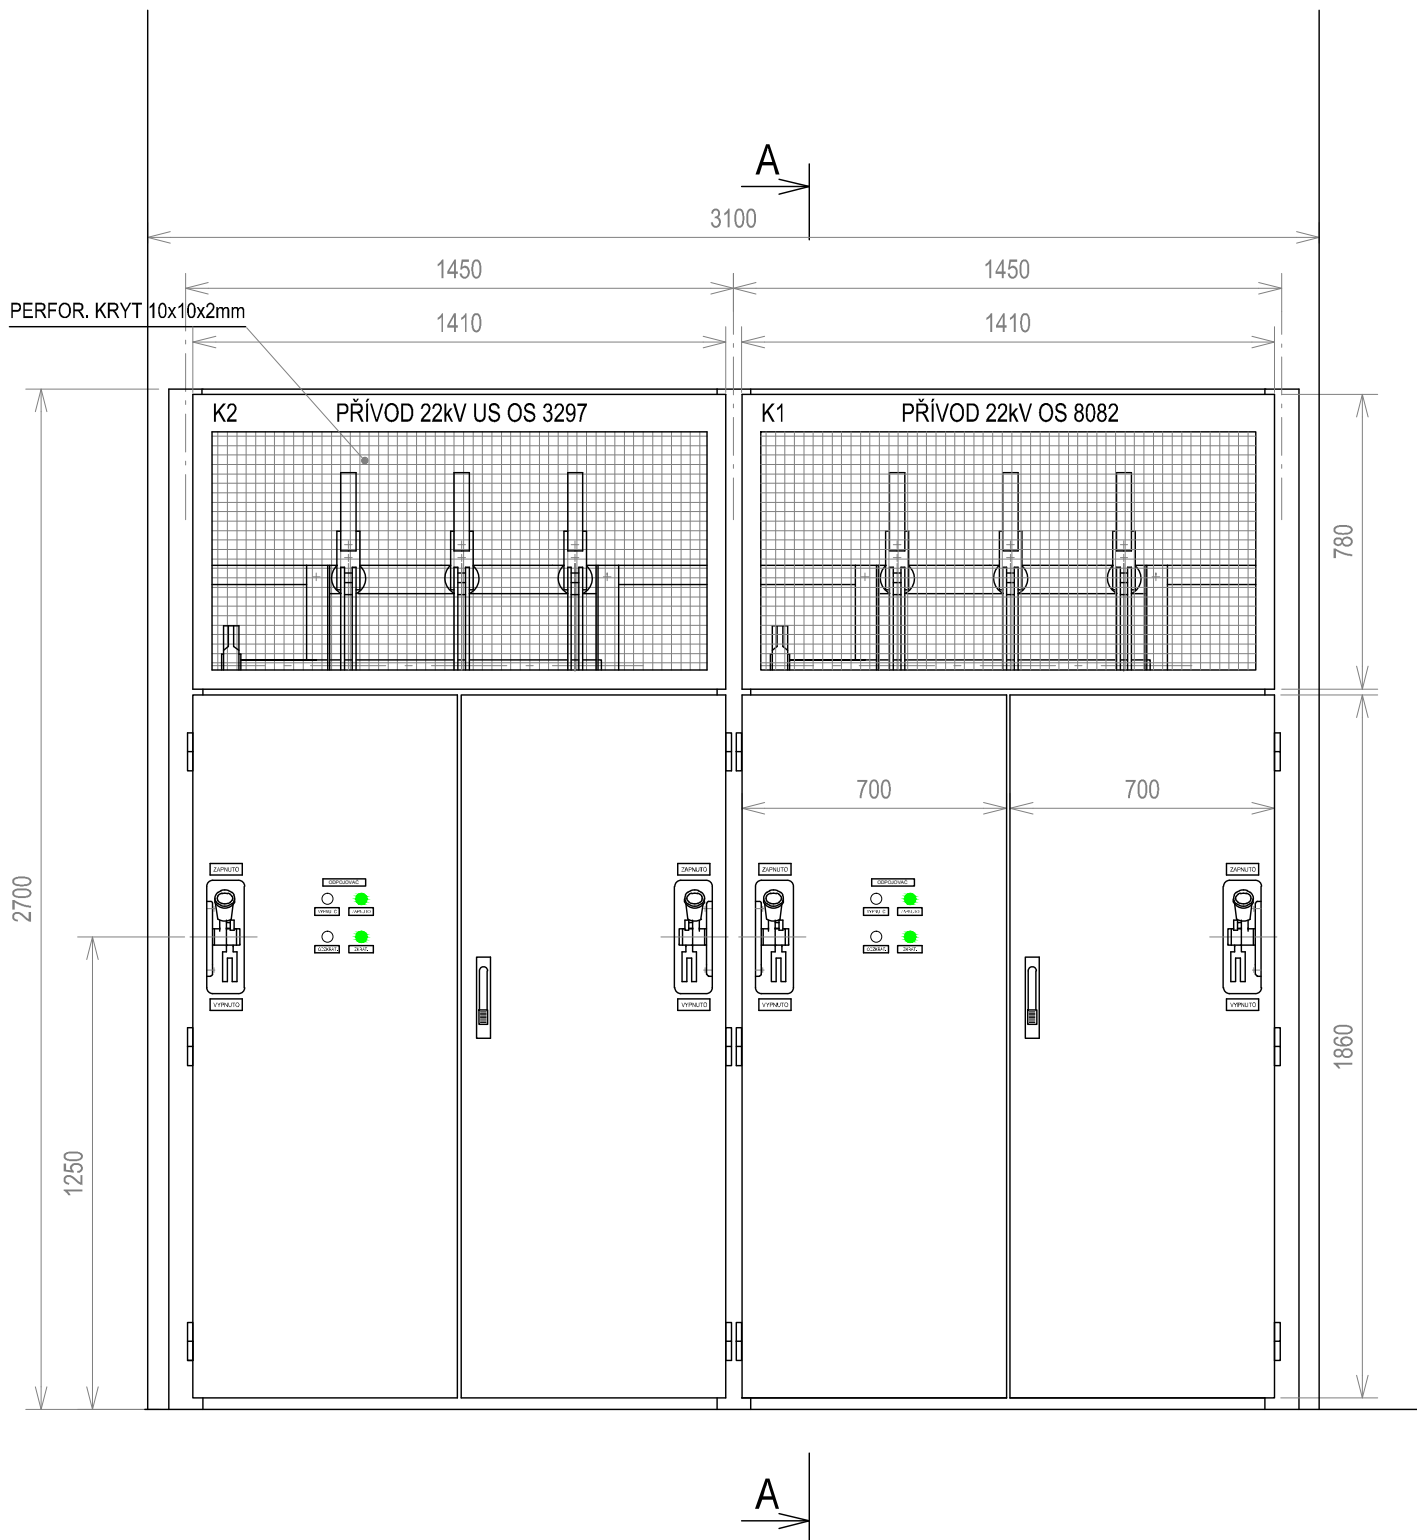 A
3100
1450
1450
PERFOR. KRYT 10x10x2mm
1410
1410
K2
PŘÍVOD 22kV US OS 3297
K1
PŘÍVOD 22kV OS 8082
780
700
700
ZAPNUTO
ODPOJOVAČ
ZAPNUTO
ZAPNUTO
ODPOJOVAČ
ZAPNUTO
2700
VYPNUTO
VYPNUTO
VYPNUTO
VYPNUTO
1860
1250
A